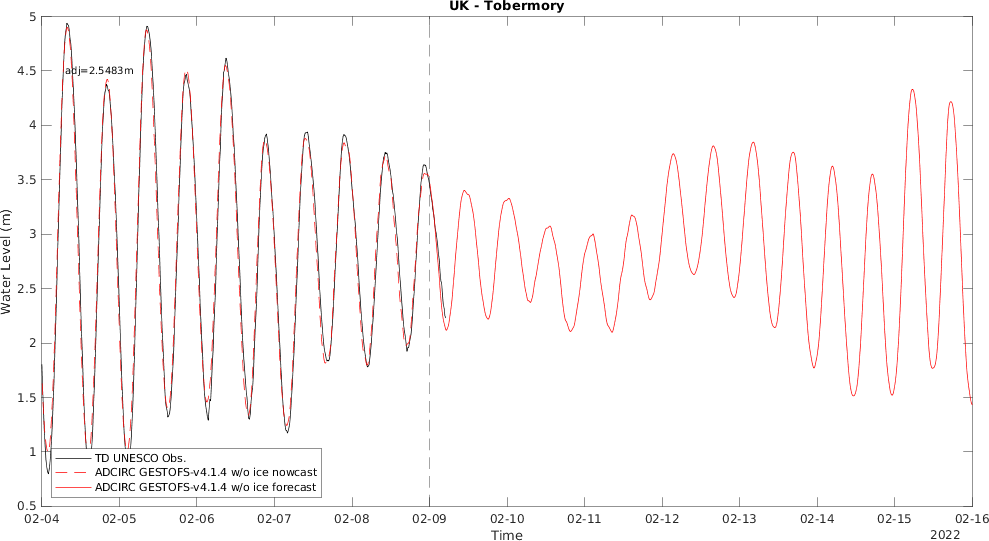 UK - Tobermory
5
4.5
4
3.5
3
2.5
2
1.5
1
0.5
Water Level (m)
adj=2.5483m
TD UNESCO Obs.
ADCIRC GESTOFS-v4.1.4 w/o ice nowcast
ADCIRC GESTOFS-v4.1.4 w/o ice forecast
02-04 02-05 02-06 02-07 02-08 02-09 02-10 02-11 02-12 02-13 02-14 02-15 02-16
Time
2022